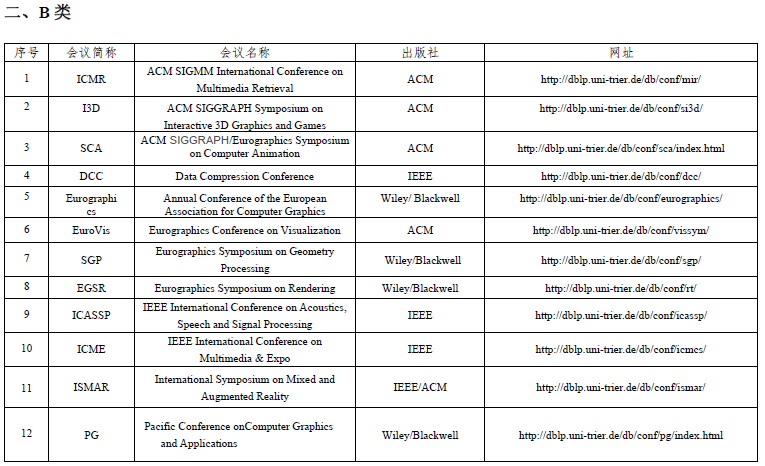 二、B 类
序号 会议简称 会议名称 出版社 网址
1 ICMR ACM SIGMM International Conference on Multimedia Retrieval ACM http://dblp.uni-trier.de/db/conf/mir/
2 I3D ACM SIGGRAPH Symposium on Interactive 3D Graphics and Games ACM http://dblp.uni-trier.de/db/conf/si3d/
3 SCA ACM SIGGRAPH/Eurographics Symposium on Computer Animation ACM http://dblp.uni-trier.de/db/conf/sca/index.html
4 DCC Data Compression Conference IEEE http://dblp.uni-trier.de/db/conf/dcc/
5 Eurographics Annual Conference of the European Association for Computer Graphics Wiley/ Blackwell http://dblp.uni-trier.de/db/conf/eurographics/
6 EuroVis Eurographics Conference on Visualization ACM http://dblp.uni-trier.de/db/conf/vissym/
7 SGP Eurographics Symposium on Geometry Processing Wiley/Blackwell http://dblp.uni-trier.de/db/conf/sgp/
8 EGSR Eurographics Symposium on Rendering Wiley/Blackwell http://dblp.uni-trier.de/db/conf/rt/
9 ICASSP IEEE International Conference on Acoustics, Speech and Signal Processing IEEE http://dblp.uni-trier.de/db/conf/icassp/
10 ICME IEEE International Conference on Multimedia & Expo IEEE http://dblp.uni-trier.de/db/conf/icmcs/
11 ISMAR International Symposium on Mixed and Augmented Reality IEEE/ACM http://dblp.uni-trier.de/db/conf/ismar/
12 PG Pacific Conference onComputer Graphics and Applications Wiley/Blackwell http://dblp.uni-trier.de/db/conf/pg/index.html